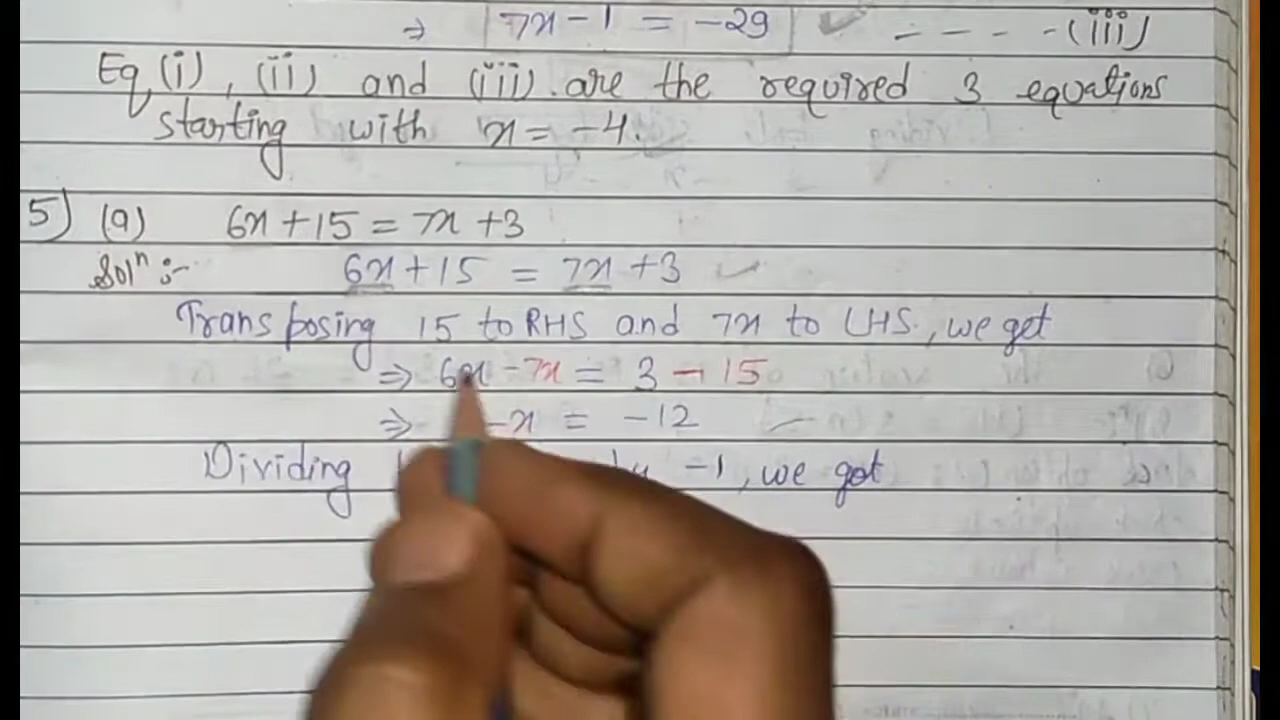 ⇒ 7x - 1 = -29 ---- (iii)
Eq (i), (ii) and (iii) are the required 3 equations
starting with x = -4.
5) (a) 6x + 15 = 7x + 3
Solⁿ :- 6x + 15 = 7x + 3
Transposing 15 to RHS and 7x to LHS, we get
⇒ 6x - 7x = 3 - 15
⇒ -x = -12
Dividing -1, we get